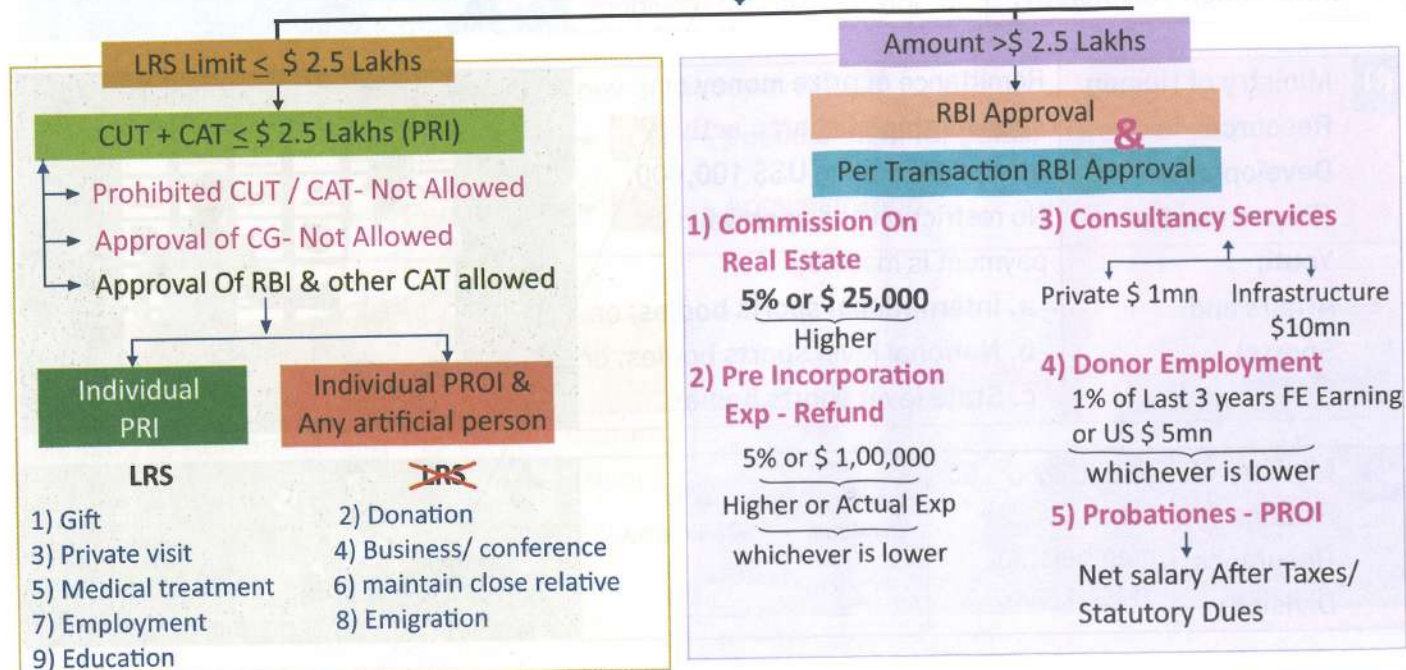 LRS Limit ≤ $ 2.5 Lakhs
CUT + CAT ≤ $ 2.5 Lakhs (PRI)
Prohibited CUT / CAT- Not Allowed
Approval of CG- Not Allowed
Approval Of RBI & other CAT allowed
Individual
PRI
LRS
Individual PROI &
Any artificial person
LRS
1) Gift
2) Donation
3) Private visit
4) Business/ conference
5) Medical treatment
6) maintain close relative
7) Employment
8) Emigration
9) Education
Amount >$ 2.5 Lakhs
RBI Approval
&
Per Transaction RBI Approval
1) Commission On
Real Estate
5% or $ 25,000
Higher
2) Pre Incorporation
Exp - Refund
5% or $ 1,00,000
Higher or Actual Exp
whichever is lower
3) Consultancy Services
Private $ 1mn
Infrastructure
$10mn
4) Donor Employment
1% of Last 3 years FE Earning
or US $ 5mn
whichever is lower
5) Probationes - PROI
Net salary After Taxes/
Statutory Dues